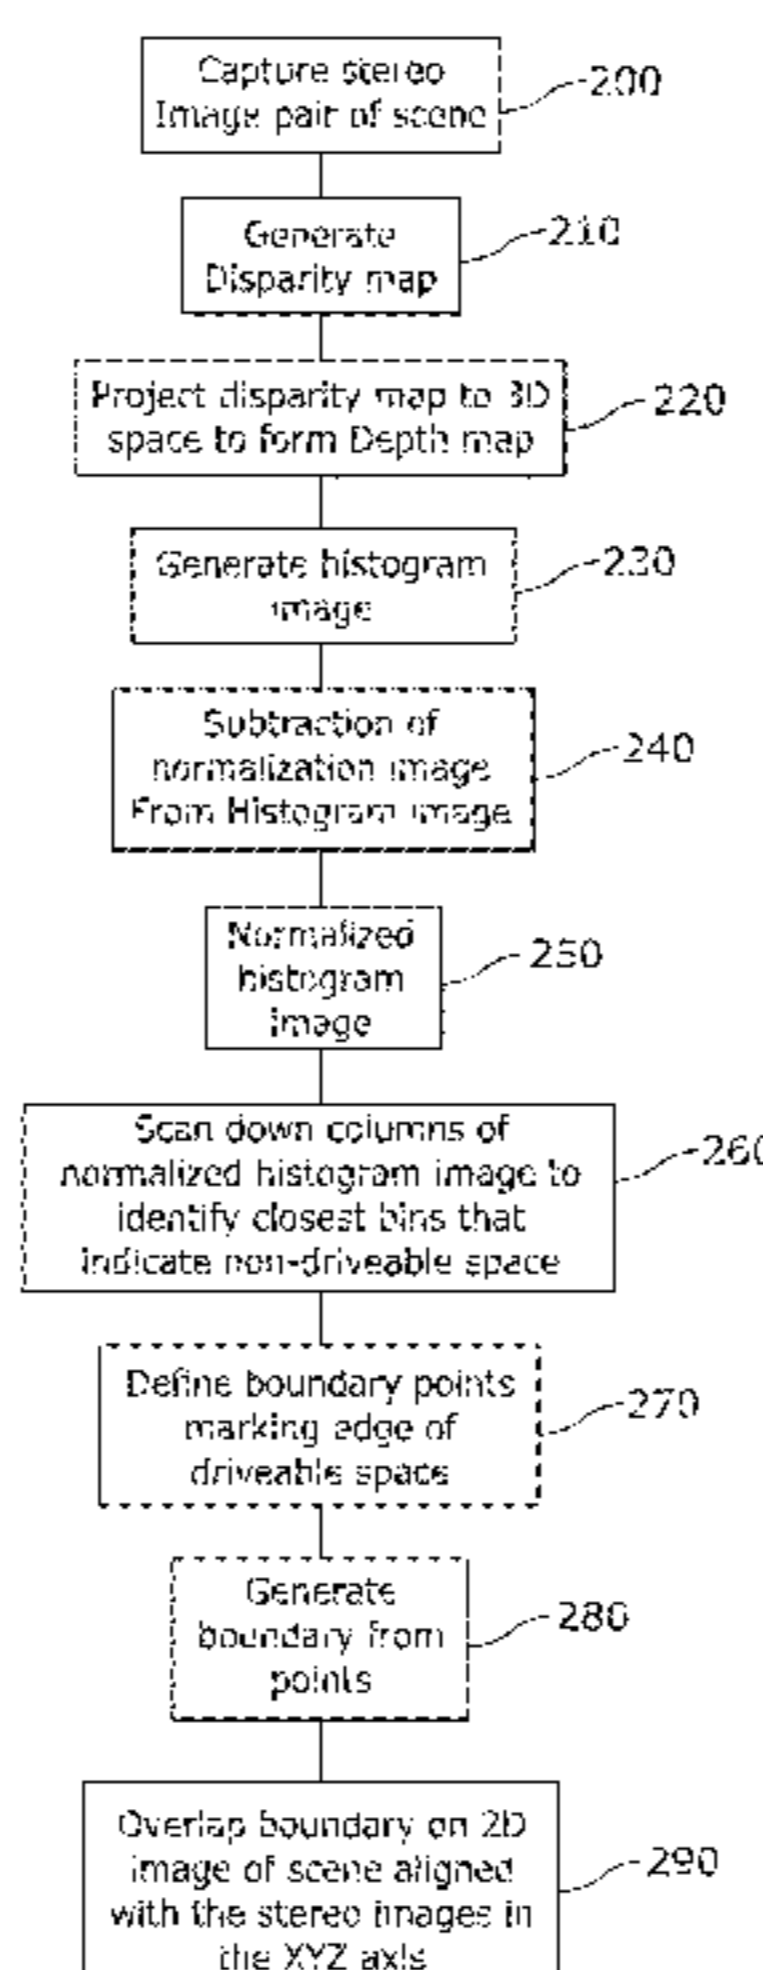 Capture stereo
Image pair of scene
200
Generate
Disparity map
210
Project disparity map to 3D
space to form Depth map
220
Generate histogram
image
230
Subtraction of
normalization image
From Histogram image
240
Normalized
histogram
image
250
Scan down columns of
normalized histogram image to
identify closest bins that
indicate non-driveable space
260
Define boundary points
marking edge of
driveable space
270
Generate
boundary from
points
280
Overlap boundary on 2D
image of scene aligned
with the stereo images in
the XYZ axis
290